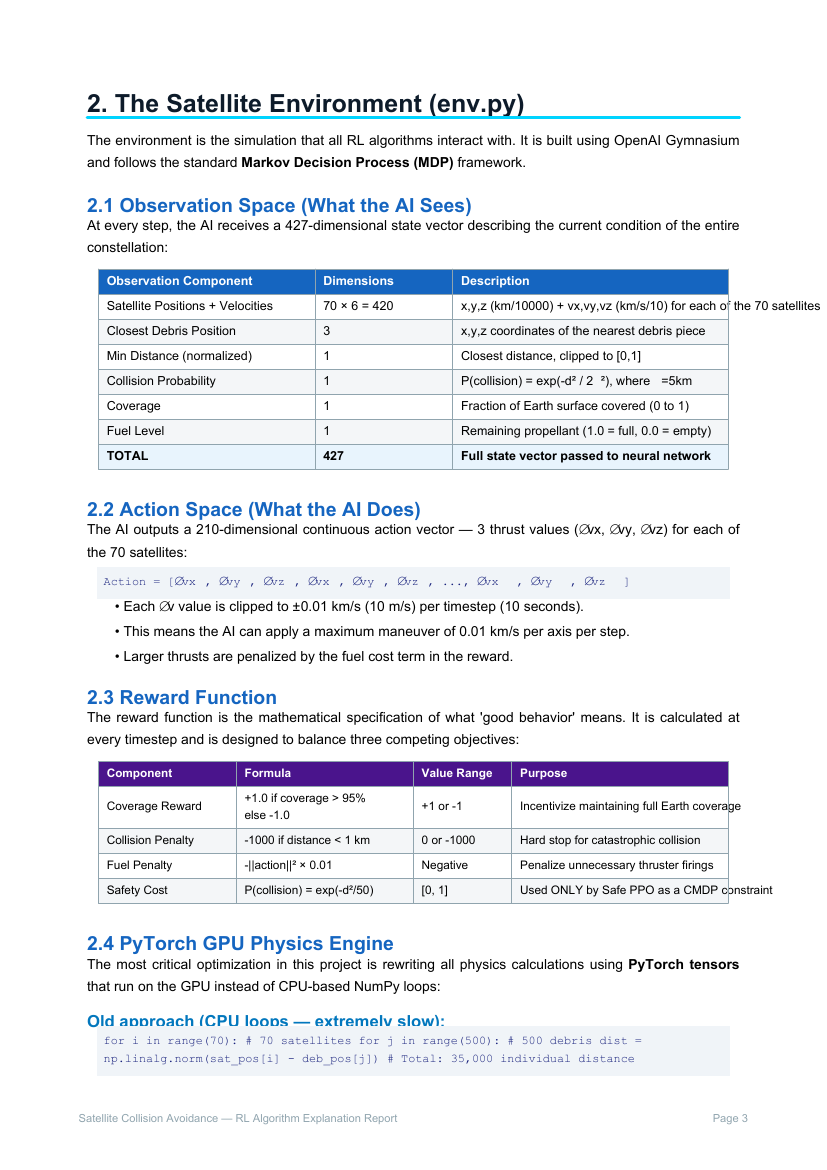 2. The Satellite Environment (env.py)
The environment is the simulation that all RL algorithms interact with. It is built using OpenAI Gymnasium
and follows the standard Markov Decision Process (MDP) framework.
2.1 Observation Space (What the AI Sees)
At every step, the AI receives a 427-dimensional state vector describing the current condition of the entire
constellation:
Observation Component Dimensions Description
Satellite Positions + Velocities 70 × 6 = 420 x,y,z (km/10000) + vx,vy,vz (km/s/10) for each of the 70 satellites
Closest Debris Position 3 x,y,z coordinates of the nearest debris piece
Min Distance (normalized) 1 Closest distance, clipped to [0,1]
Collision Probability 1 P(collision) = exp(-d² / 2 ²), where =5km
Coverage 1 Fraction of Earth surface covered (0 to 1)
Fuel Level 1 Remaining propellant (1.0 = full, 0.0 = empty)
TOTAL 427 Full state vector passed to neural network
2.2 Action Space (What the AI Does)
The AI outputs a 210-dimensional continuous action vector — 3 thrust values (∅vx, ∅vy, ∅vz) for each of
the 70 satellites:
Action = [∅vx , ∅vy , ∅vz , ∅vx , ∅vy , ∅vz , ..., ∅vx , ∅vy , ∅vz ]
• Each ∅v value is clipped to ±0.01 km/s (10 m/s) per timestep (10 seconds).
• This means the AI can apply a maximum maneuver of 0.01 km/s per axis per step.
• Larger thrusts are penalized by the fuel cost term in the reward.
2.3 Reward Function
The reward function is the mathematical specification of what 'good behavior' means. It is calculated at
every timestep and is designed to balance three competing objectives:
Component Formula Value Range Purpose
Coverage Reward +1.0 if coverage > 95% else -1.0 +1 or -1 Incentivize maintaining full Earth coverage
Collision Penalty -1000 if distance < 1 km 0 or -1000 Hard stop for catastrophic collision
Fuel Penalty -||action||² × 0.01 Negative Penalize unnecessary thruster firings
Safety Cost P(collision) = exp(-d²/50) [0, 1] Used ONLY by Safe PPO as a CMDP constraint
2.4 PyTorch GPU Physics Engine
The most critical optimization in this project is rewriting all physics calculations using PyTorch tensors
that run on the GPU instead of CPU-based NumPy loops:
Old approach (CPU loops — extremely slow):
for i in range(70): # 70 satellites for j in range(500): # 500 debris dist =
np.linalg.norm(sat_pos[i] - deb_pos[j]) # Total: 35,000 individual distance
Satellite Collision Avoidance — RL Algorithm Explanation Report
Page 3